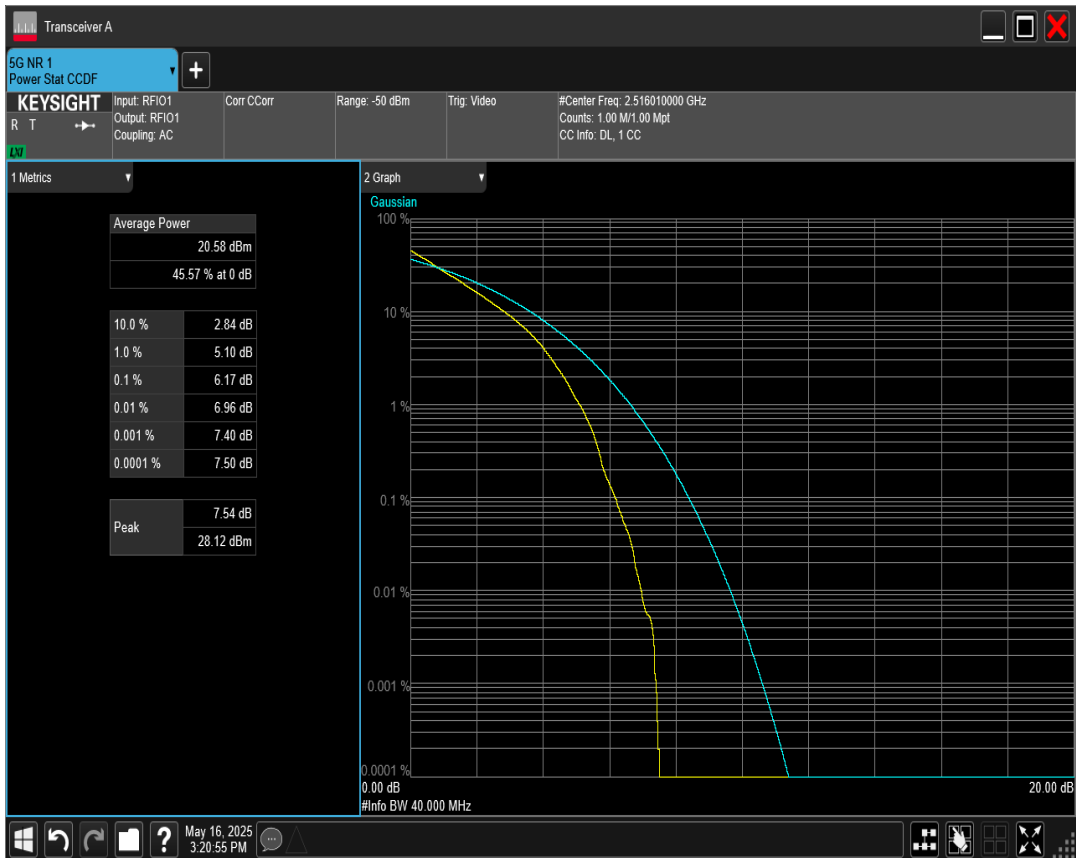 Transceiver A
5G NR 1
Power Stat CCDF
+
KEYSIGHT
R T
LXI
Input: RFIO1
Output: RFIO1
Coupling: AC
Corr CCorr
Range: -50 dBm
Trig: Video
#Center Freq: 2.516010000 GHz
Counts: 1.00 M/1.00 Mpt
CC Info: DL, 1 CC
1 Metrics
Average Power
20.58 dBm
45.57 % at 0 dB
10.0 % 2.84 dB
1.0 % 5.10 dB
0.1 % 6.17 dB
0.01 % 6.96 dB
0.001 % 7.40 dB
0.0001 % 7.50 dB
Peak
7.54 dB
28.12 dBm
2 Graph
Gaussian
100 %
10 %
1 %
0.1 %
0.01 %
0.001 %
0.0001 %
0.00 dB 20.00 dB
#Info BW 40.000 MHz
?
May 16, 2025
3:20:55 PM